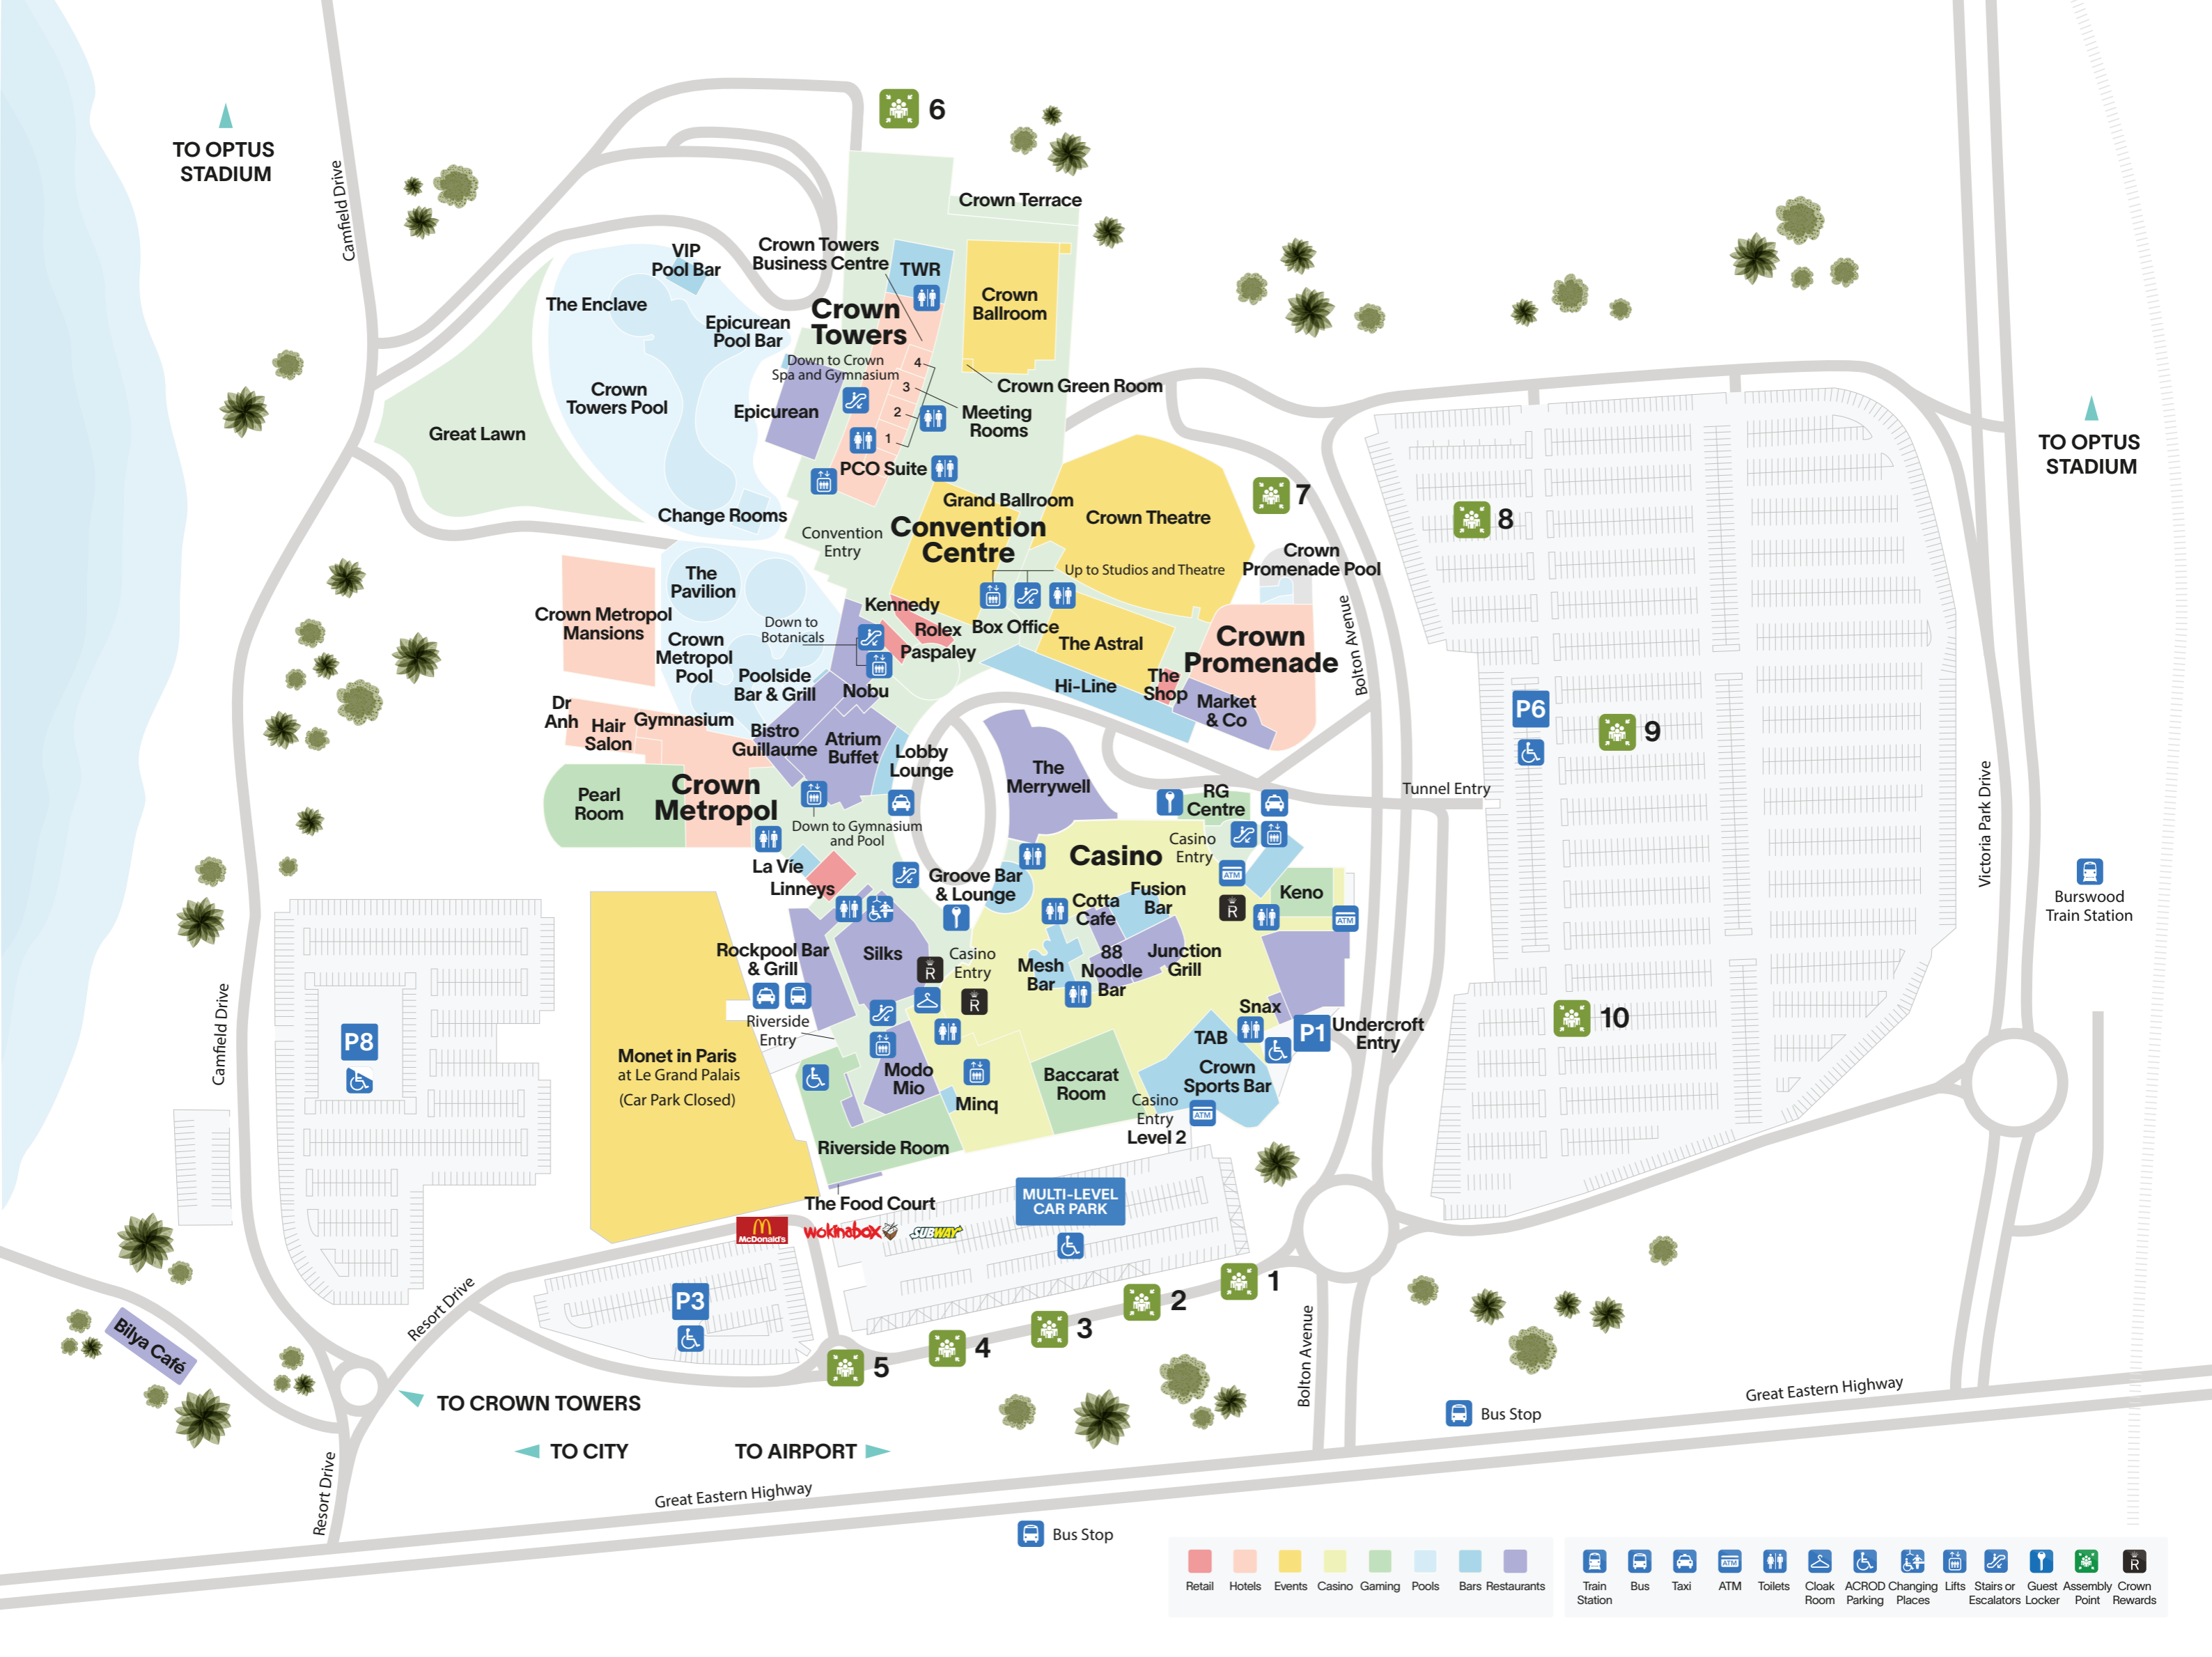 6
TO OPTUS
STADIUM
Camfield Drive
Crown Terrace
VIP
Pool Bar
Crown Towers
Business Centre
TWR
The Enclave
Crown
Ballroom
Crown
Towers
Epicurean
Pool Bar
Down to Crown
Spa and Gymnasium
4
3
2
1
Crown Green Room
Crown
Towers Pool
Epicurean
Meeting
Rooms
Great Lawn
PCO Suite
TO OPTUS
STADIUM
Grand Ballroom
7
8
Change Rooms
Convention
Entry
Convention
Centre
Crown Theatre
Crown
Promenade Pool
Up to Studios and Theatre
The
Pavilion
Crown Metropol
Mansions
Kennedy
Rolex
Box Office
Paspaley
Down to
Botanicals
Crown
Metropol
Pool
The Astral
Crown
Promenade
Bolton Avenue
Poolside
Bar & Grill
Nobu
Hi-Line
The
Shop
Market
& Co
P6
9
Dr
Anh
Hair
Salon
Gymnasium
Bistro
Guillaume
Atrium
Buffet
Lobby
Lounge
The
Merrywell
Pearl
Room
Crown
Metropol
RG
Centre
Tunnel Entry
Victoria Park Drive
Down to Gymnasium
and Pool
Casino
Casino
Entry
La Vie
Linneys
Groove Bar
& Lounge
ATM
Keno
Cotta
Cafe
Fusion
Bar
R
ATM
Burswood
Train Station
Rockpool Bar
& Grill
Silks
R
Casino
Entry
R
Mesh
Bar
88
Noodle
Bar
Junction
Grill
Camfield Drive
Riverside
Entry
Snax
P1
Undercroft
Entry
10
P8
TAB
Monet in Paris
at Le Grand Palais
(Car Park Closed)
Modo
Mio
Minq
Baccarat
Room
Crown
Sports Bar
Casino
Entry
Level 2
ATM
Riverside Room
The Food Court
McDonald's
wokinabox
SUBWAY
MULTI-LEVEL
CAR PARK
Resort Drive
P3
1
2
3
4
5
Bilya Café
Bolton Avenue
TO CROWN TOWERS
Bus Stop
Great Eastern Highway
TO CITY
TO AIRPORT
Resort Drive
Great Eastern Highway
Bus Stop
Retail
Hotels
Events
Casino
Gaming
Pools
Bars
Restaurants
ATM
R
Train
Station
Bus
Taxi
ATM
Toilets
Cloak
Room
ACROD
Parking
Changing
Places
Lifts
Stairs or
Escalators
Guest
Locker
Assembly
Point
Crown
Rewards